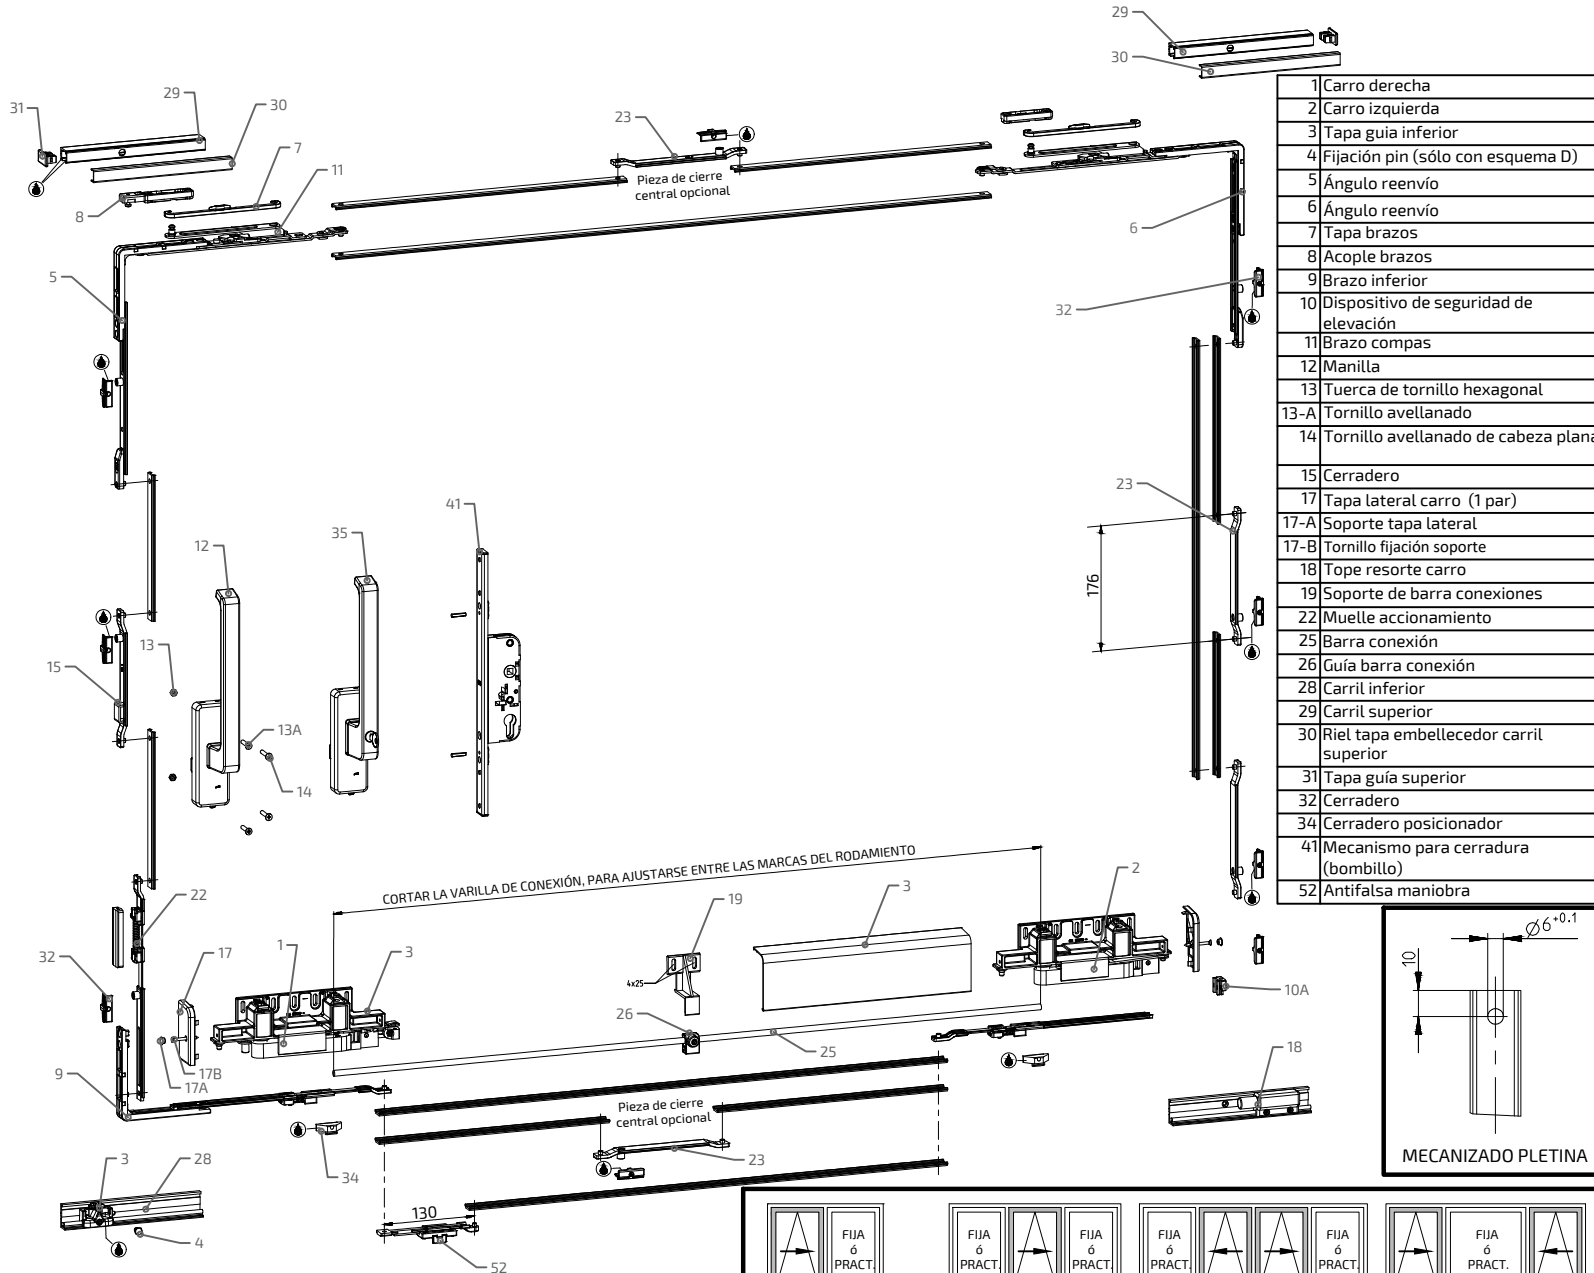 29
30
31
29
30
23
7
11
8
Pieza de cierre
central opcional
5
6
32
1 Carro derecha
2 Carro izquierda
3 Tapa guia inferior
4 Fijación pin (sólo con esquema D)
5 Ángulo reenvío
6 Ángulo reenvío
7 Tapa brazos
8 Acople brazos
9 Brazo inferior
10 Dispositivo de seguridad de
elevación
11 Brazo compas
12 Manilla
13 Tuerca de tornillo hexagonal
13-A Tornillo avellanado
14 Tornillo avellanado de cabeza plana
15 Cerradero
17 Tapa lateral carro (1 par)
17-A Soporte tapa lateral
17-B Tornillo fijación soporte
18 Tope resorte carro
19 Soporte de barra conexiones
22 Muelle accionamiento
25 Barra conexión
26 Guía barra conexión
28 Carril inferior
29 Carril superior
30 Riel tapa embellecedor carril
superior
31 Tapa guía superior
32 Cerradero
34 Cerradero posicionador
41 Mecanismo para cerradura
(bombillo)
52 Antifalsa maniobra
12
35
41
23
176
13
15
13A
14
CORTAR LA VARILLA DE CONEXIÓN, PARA AJUSTARSE ENTRE LAS MARCAS DEL RODAMIENTO
22
19
3
2
32
17
1
3
4x25
10A
26
25
17B
17A
9
18
Pieza de cierre
central opcional
23
34
3
28
4
130
52
Ø6+0.1
10
MECANIZADO PLETINA
FIJA
ó
PRACT.
FIJA
ó
PRACT.
FIJA
ó
PRACT.
FIJA
ó
PRACT.
FIJA
ó
PRACT.
FIJA
ó
PRACT.